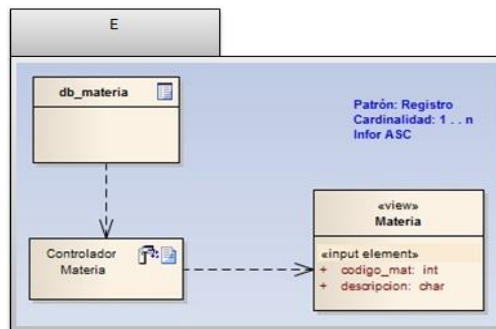 E
db_materia
Patrón: Registro
Cardinalidad: 1 . . n
Infor ASC
«view»
Materia
Controlador
Materia
«input element»
+ codigo_mat: int
+ descripcion: char